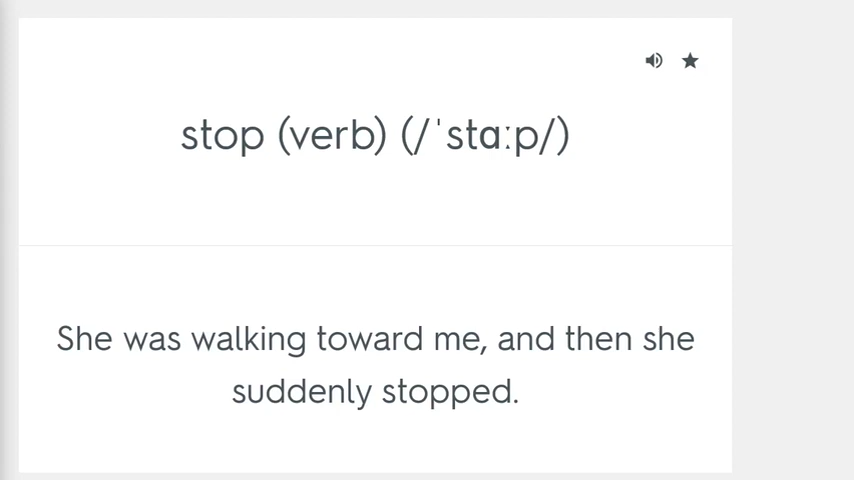 stop (verb) (/ˈstɑːp/)
She was walking toward me, and then she
suddenly stopped.